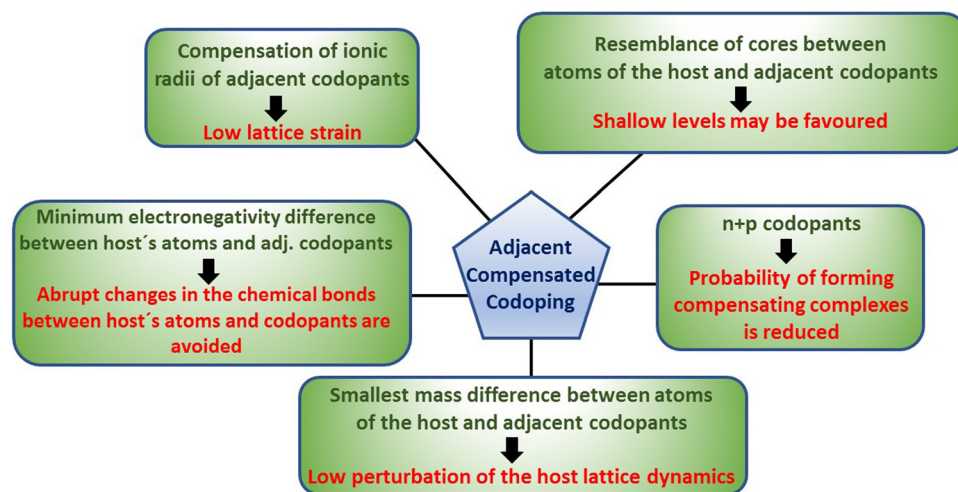 Compensation of ionic
radii of adjacent codopants
Low lattice strain
Resemblance of cores between
atoms of the host and adjacent codopants
Shallow levels may be favoured
Minimum electronegativity difference
between host´s atoms and adj. codopants
Abrupt changes in the chemical bonds
between host´s atoms and codopants are
avoided
Adjacent
Compensated
Codoping
n+p codopants
Probability of forming
compensating complexes
is reduced
Smallest mass difference between atoms
of the host and adjacent codopants
Low perturbation of the host lattice dynamics